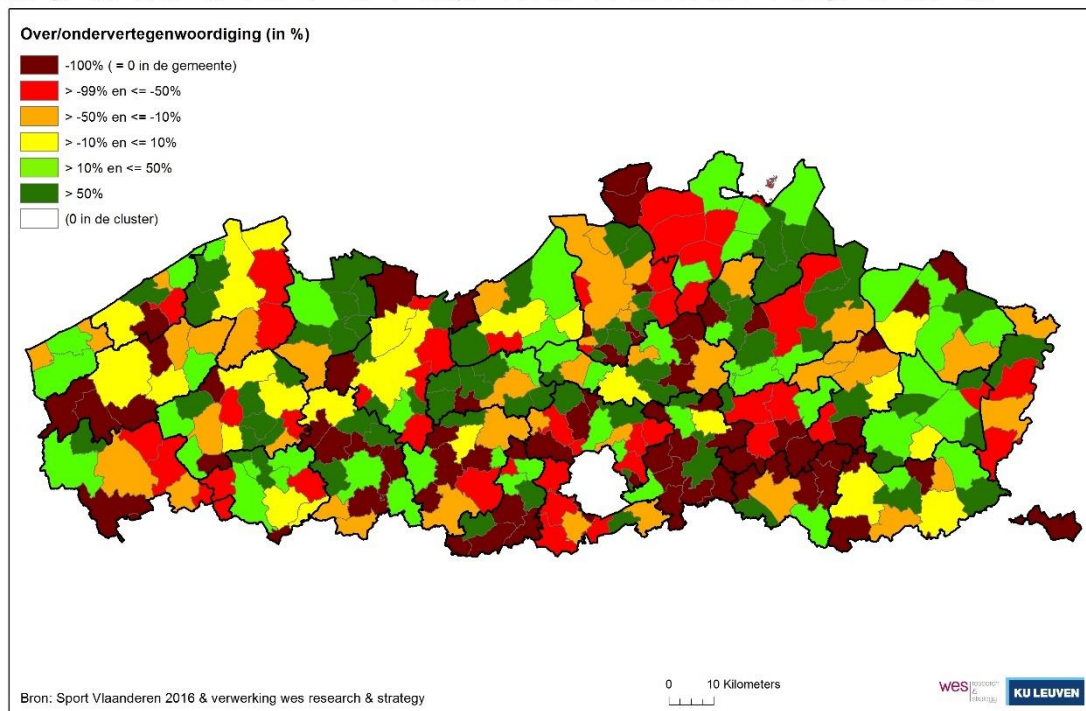 Over/ondervertegenwoordiging (in %)
-100% ( = 0 in de gemeente)
> -99% en <= -50%
> -50% en <= -10%
> -10% en <= 10%
> 10% en <= 50%
> 50%
(0 in de cluster)
Bron: Sport Vlaanderen 2016 & verwerking wes research & strategy
0 10 Kilometers
wes research & strategy
KU LEUVEN